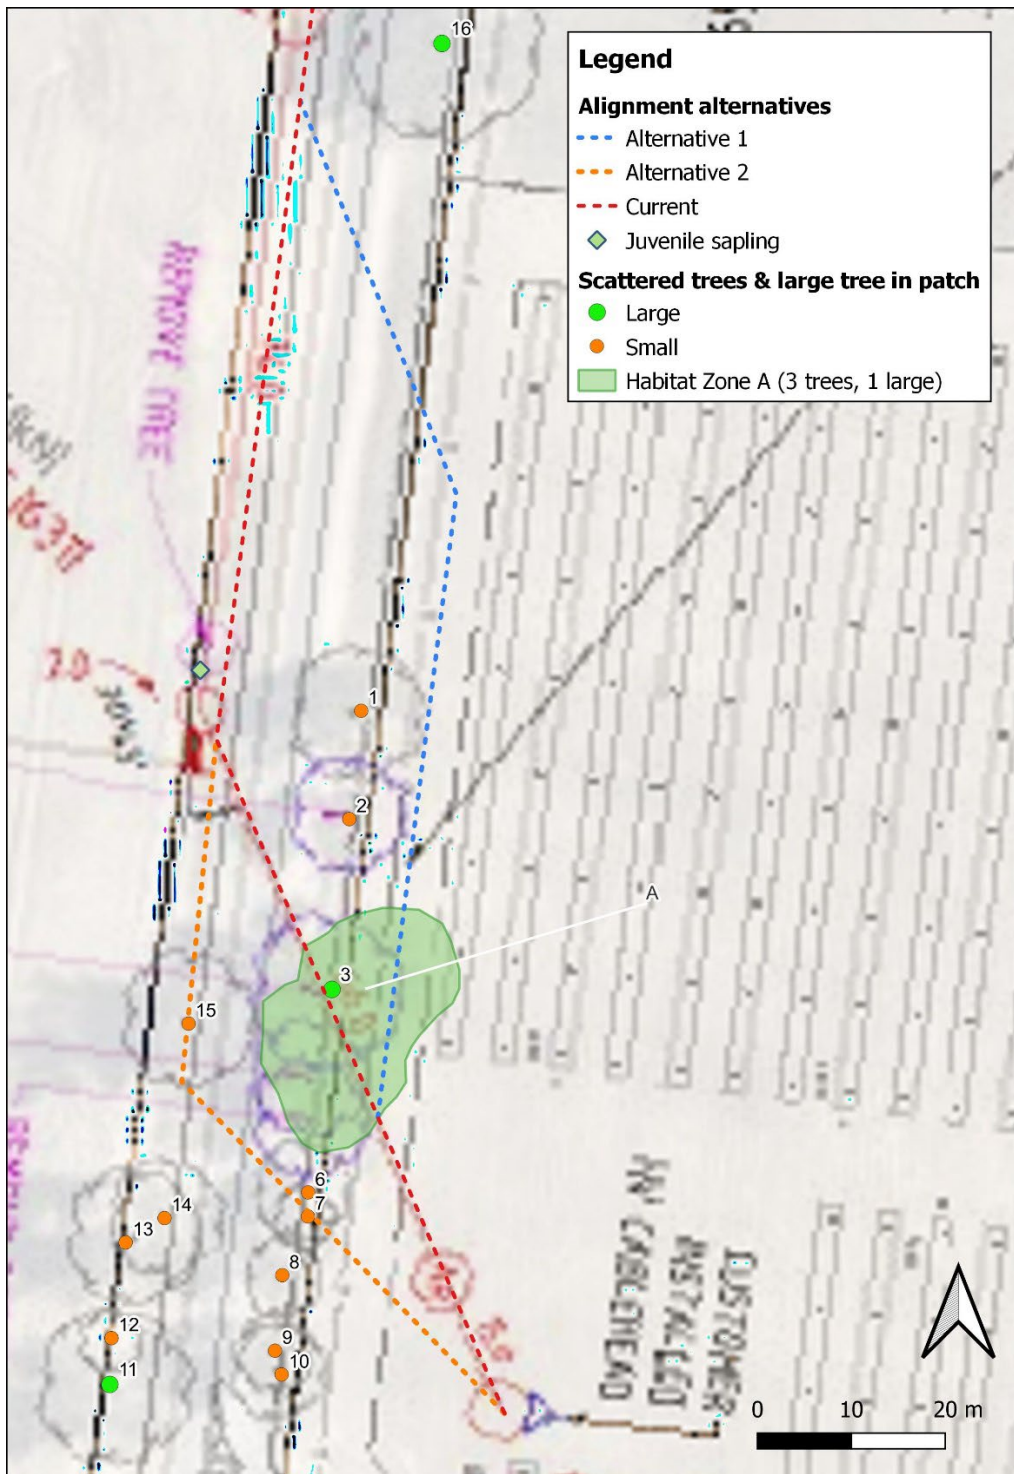 16
Legend
Alignment alternatives
Alternative 1
Alternative 2
Current
Juvenile sapling
Scattered trees & large tree in patch
Large
Small
Habitat Zone A (3 trees, 1 large)
REMOVE TREE
1
2
A
3
15
6
7
14
13
8
12
9
10
11
CUSTOMER
INSTALLED
LV CABLEHEAD
0 10 20 m